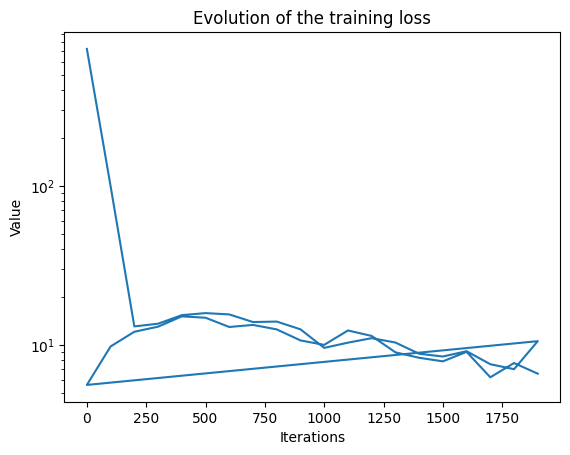 Evolution of the training loss
10²
10¹
Value
0 250 500 750 1000 1250 1500 1750
Iterations